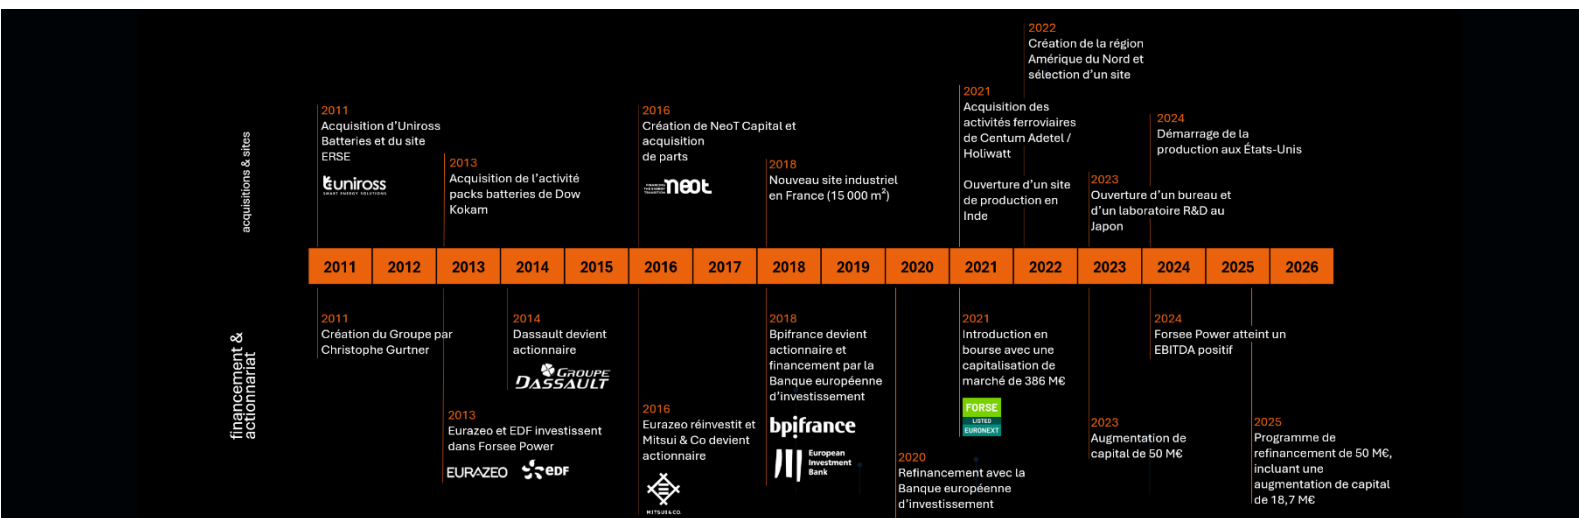 acquisitions & sites
2011
Acquisition d’Uniross
Batteries et du site
ERSE
uniross
SMART ENERGY SOLUTIONS
2013
Acquisition de l’activité
packs batteries de Dow
Kokam
2016
Création de NeoT Capital et
acquisition
de parts
FINANCING
THE ENERGY
TRANSITION
neot
2018
Nouveau site industriel
en France (15 000 m²)
2021
Acquisition des
activités ferroviaires
de Centum Adetel /
Holiwatt
Ouverture d’un site
de production en
Inde
2022
Création de la région
Amérique du Nord et
sélection d’un site
2023
Ouverture d’un bureau et
d’un laboratoire R&D au
Japon
2024
Démarrage de la
production aux États-Unis
2011 2012 2013 2014 2015 2016 2017 2018 2019 2020 2021 2022 2023 2024 2025 2026
financement &
actionnariat
2011
Création du Groupe par
Christophe Gurtner
2013
Eurazeo et EDF investissent
dans Forsee Power
EURAZEO
edf
2014
Dassault devient
actionnaire
GROUPE
DASSAULT
2016
Eurazeo réinvestit et
Mitsui & Co devient
actionnaire
MITSUI & CO.
2018
Bpifrance devient
actionnaire et
financement par la
Banque européenne
d’investissement
bpifrance
European
Investment
Bank
2020
Refinancement avec la
Banque européenne
d’investissement
2021
Introduction en
bourse avec une
capitalisation de
marché de 386 M€
FORSE
LISTED
EURONEXT
2023
Augmentation de
capital de 50 M€
2024
Forsee Power atteint un
EBITDA positif
2025
Programme de
refinancement de 50 M€,
incluant une
augmentation de capital
de 18,7 M€